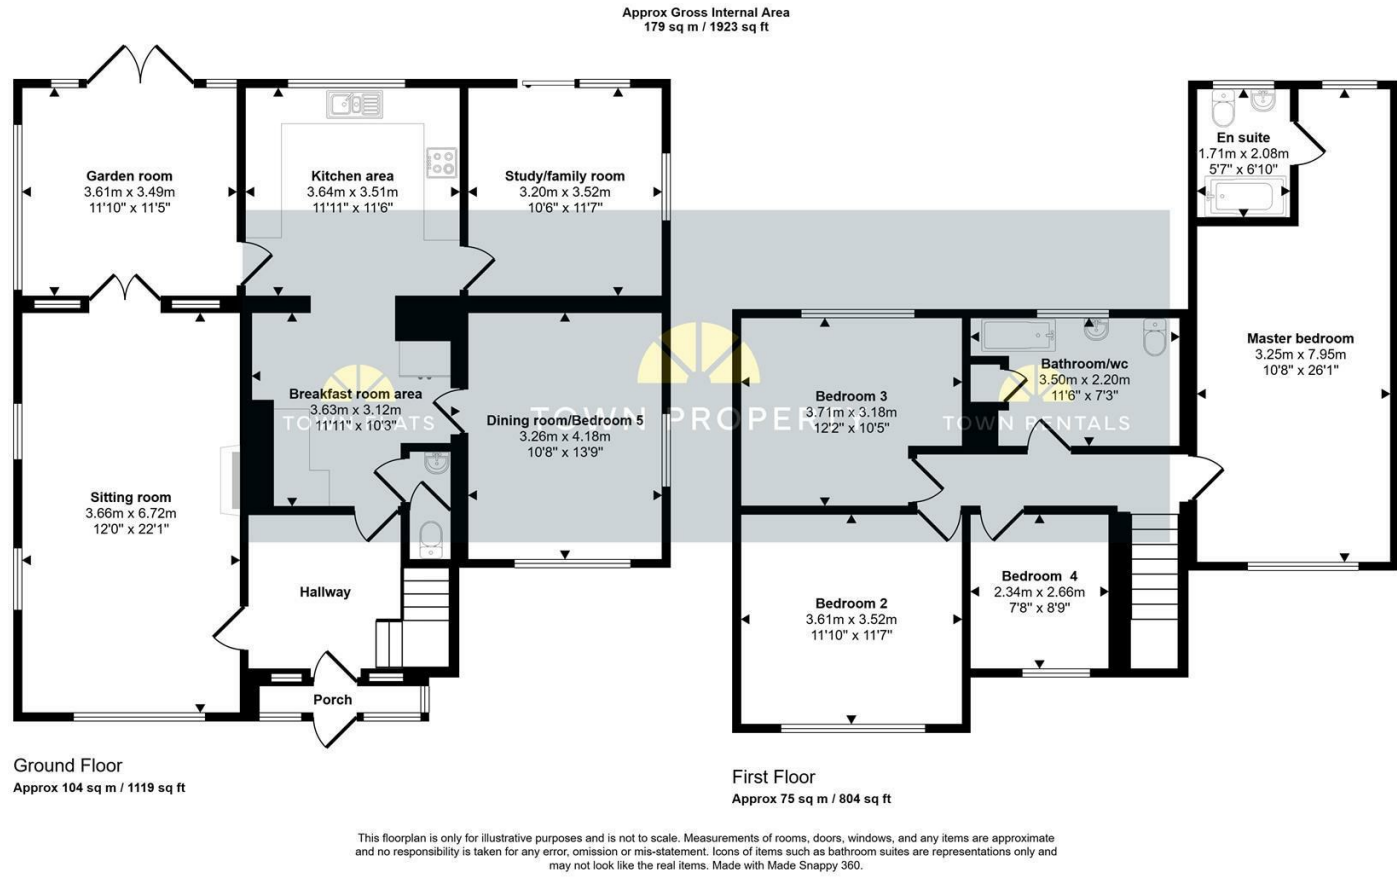 Approx Gross Internal Area
179 sq m / 1923 sq ft
Garden room
3.61m x 3.49m
11'10" x 11'5"
Kitchen area
3.64m x 3.51m
11'11" x 11'6"
Study/family room
3.20m x 3.52m
10'6" x 11'7"
Breakfast room area
3.63m x 3.12m
11'11" x 10'3"
TOWN FLATS
Dining room/Bedroom 5
3.26m x 4.18m
10'8" x 13'9"
TOWN PROPERTY
Sitting room
3.66m x 6.72m
12'0" x 22'1"
Hallway
Porch
Ground Floor
Approx 104 sq m / 1119 sq ft
En suite
1.71m x 2.08m
5'7" x 6'10"
Master bedroom
3.25m x 7.95m
10'8" x 26'1"
Bathroom/wc
3.50m x 2.20m
11'6" x 7'3"
TOWN RENTALS
Bedroom 3
3.71m x 3.18m
12'2" x 10'5"
Bedroom 2
3.61m x 3.52m
11'10" x 11'7"
Bedroom 4
2.34m x 2.66m
7'8" x 8'9"
First Floor
Approx 75 sq m / 804 sq ft
This floorplan is only for illustrative purposes and is not to scale. Measurements of rooms, doors, windows, and any items are approximate
and no responsibility is taken for any error, omission or mis-statement. Icons of items such as bathroom suites are representations only and
may not look like the real items. Made with Made Snappy 360.